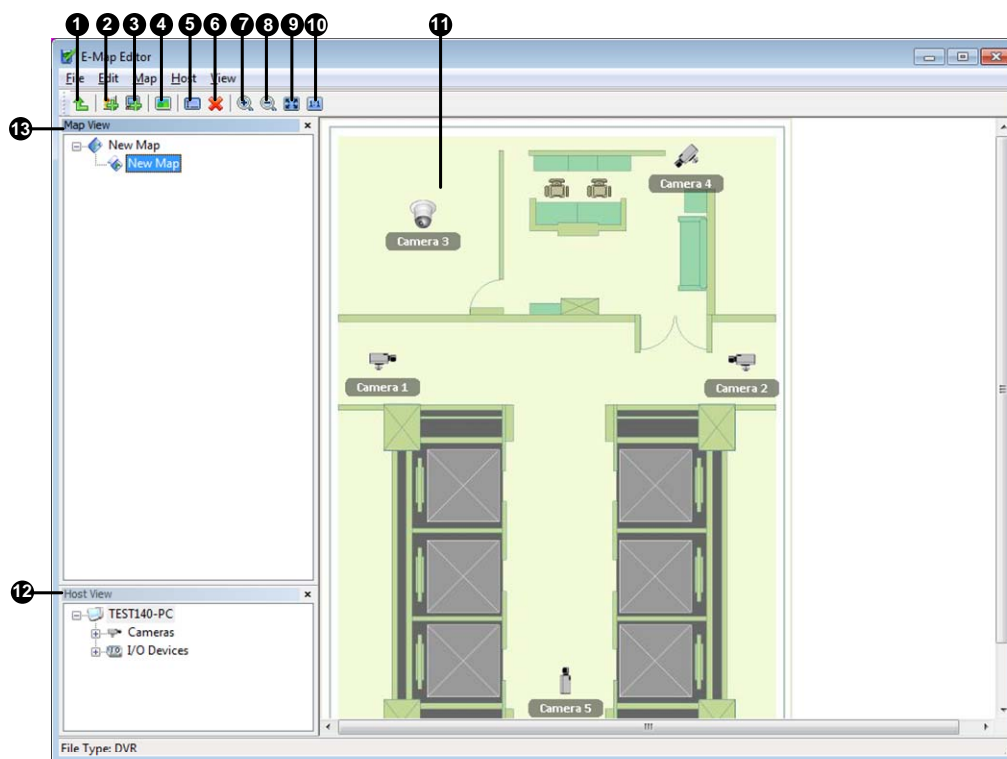 1 2 3 4 5 6 7 8 9 10 11
E-Map Editor
File Edit Map Host View
1:1
13
Map View
New Map
New Map
Camera 4
Camera 3
Camera 1
Camera 2
12
Host View
TEST140-PC
Cameras
I/O Devices
Camera 5
File Type: DVR